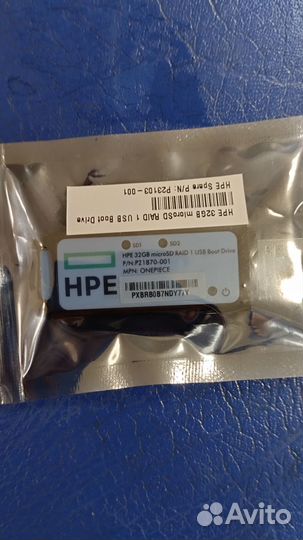 HPE 32GB microSD RAID 1 USB Boot Drive
HPE Spare P/N: P23103-001
SD1 SD2
HPE
HPE 32GB microSD RAID 1 USB Boot Drive
P/N:P21870-001
MPN: ONEPIECE
Avito